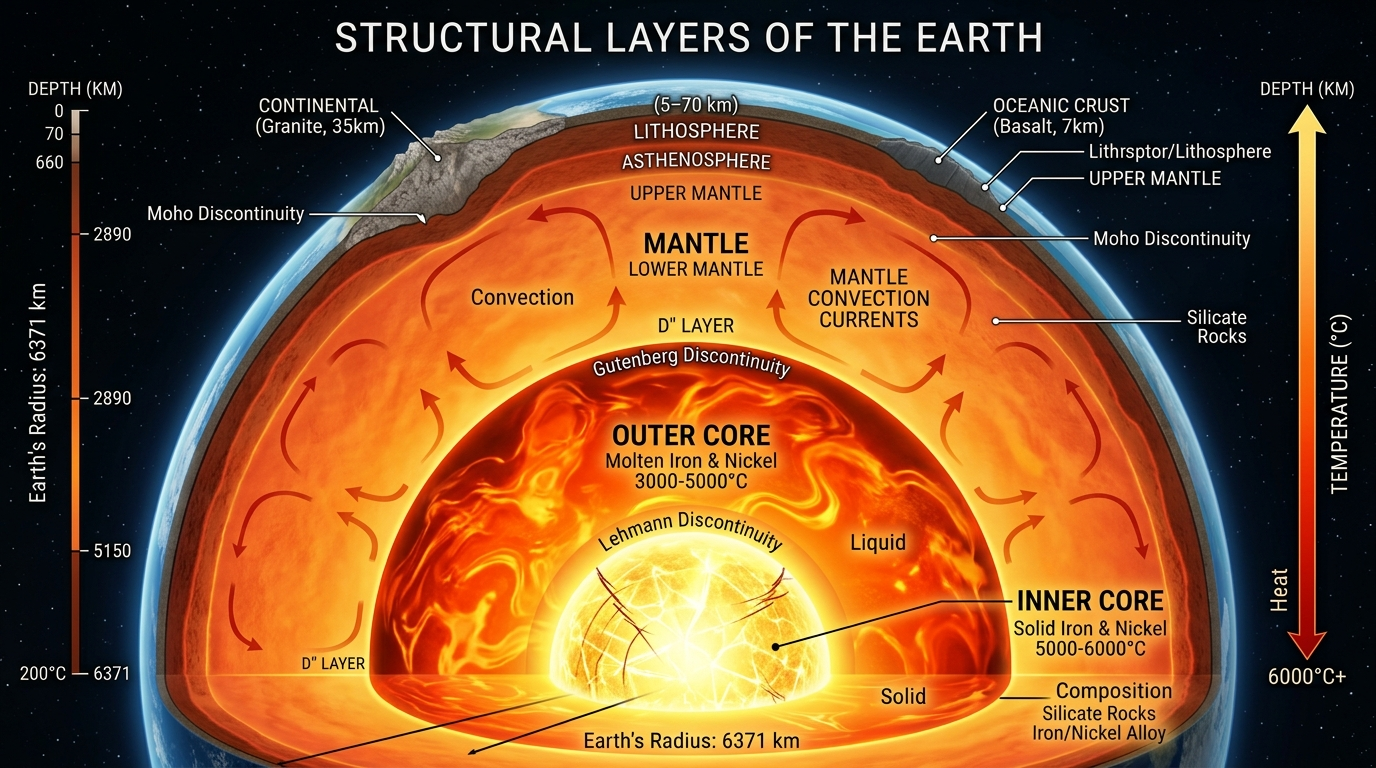 STRUCTURAL LAYERS OF THE EARTH
DEPTH (KM)
0
70
660
2890
2890
5150
200°C
6371
Earth's Radius: 6371 km
CONTINENTAL
(Granite, 35km)
Moho Discontinuity
(5–70 km)
LITHOSPHERE
ASTHENOSPHERE
UPPER MANTLE
MANTLE
LOWER MANTLE
Convection
MANTLE
CONVECTION
CURRENTS
D" LAYER
Gutenberg Discontinuity
OUTER CORE
Molten Iron & Nickel
3000-5000°C
Lehmann Discontinuity
Liquid
INNER CORE
Solid Iron & Nickel
5000-6000°C
D" LAYER
Solid
Composition
Silicate Rocks
Iron/Nickel Alloy
Earth's Radius: 6371 km
OCEANIC CRUST
(Basalt, 7km)
Lithrsptor/Lithosphere
UPPER MANTLE
Moho Discontinuity
Silicate
Rocks
DEPTH (KM)
TEMPERATURE (°C)
Heat
6000°C+